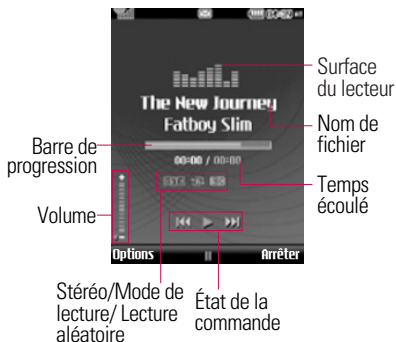 Surface
du lecteur
The New Journey
Fatboy Slim
Nom de
fichier
Barre de
progression
00:00 / 00:00
Temps
écoulé
Volume
Options
Arrêter
Stéréo/Mode de
lecture/ Lecture
aléatoire
État de la
commande